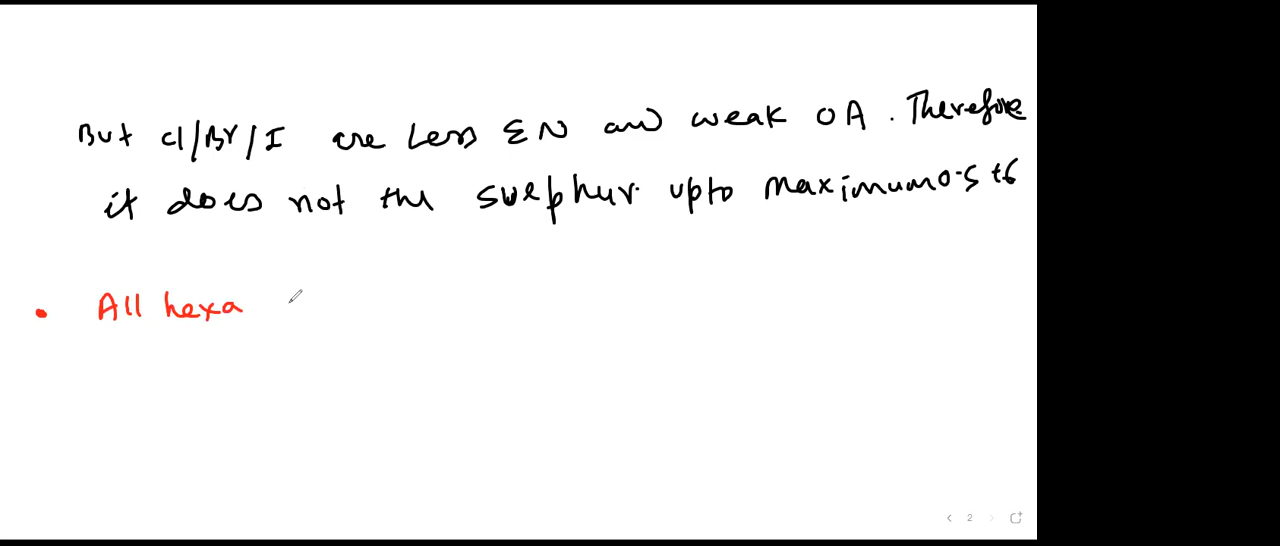 But Cl/Br/I are less EN and weak OA. Therefore
it does not the sulphur upto maximum O.S +6
• All hexa
2